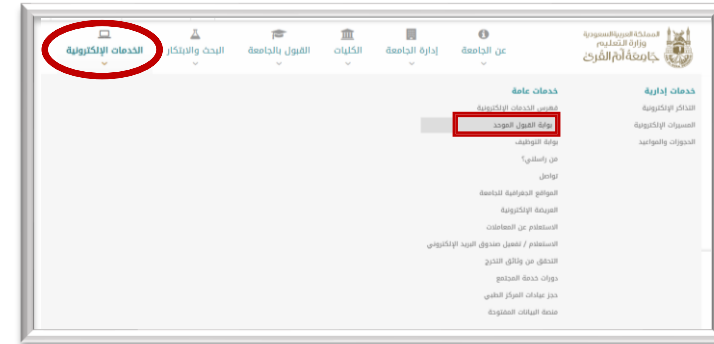 المملكة العربية السعودية
وزارة التعليم
جامعة أم القرى
عن الجامعة
إدارة الجامعة
الكليات
القبول بالجامعة
البحث والابتكار
الخدمات الإلكترونية
خدمات إدارية
التذاكر الإلكترونية
المسيرات الإلكترونية
الحجوزات والمواعيد
خدمات عامة
فهرس الخدمات الإلكترونية
بوابة القبول الموحد
بوابة التوظيف
من راسلني؟
تواصل
المواقع الجغرافية للجامعة
العريضة الإلكترونية
الاستعلام عن المعاملات
الاستعلام / تفعيل صندوق البريد الإلكتروني
التحقق من وثائق التخرج
دورات خدمة المجتمع
حجز عيادات المركز الطبي
منصة البيانات المفتوحة